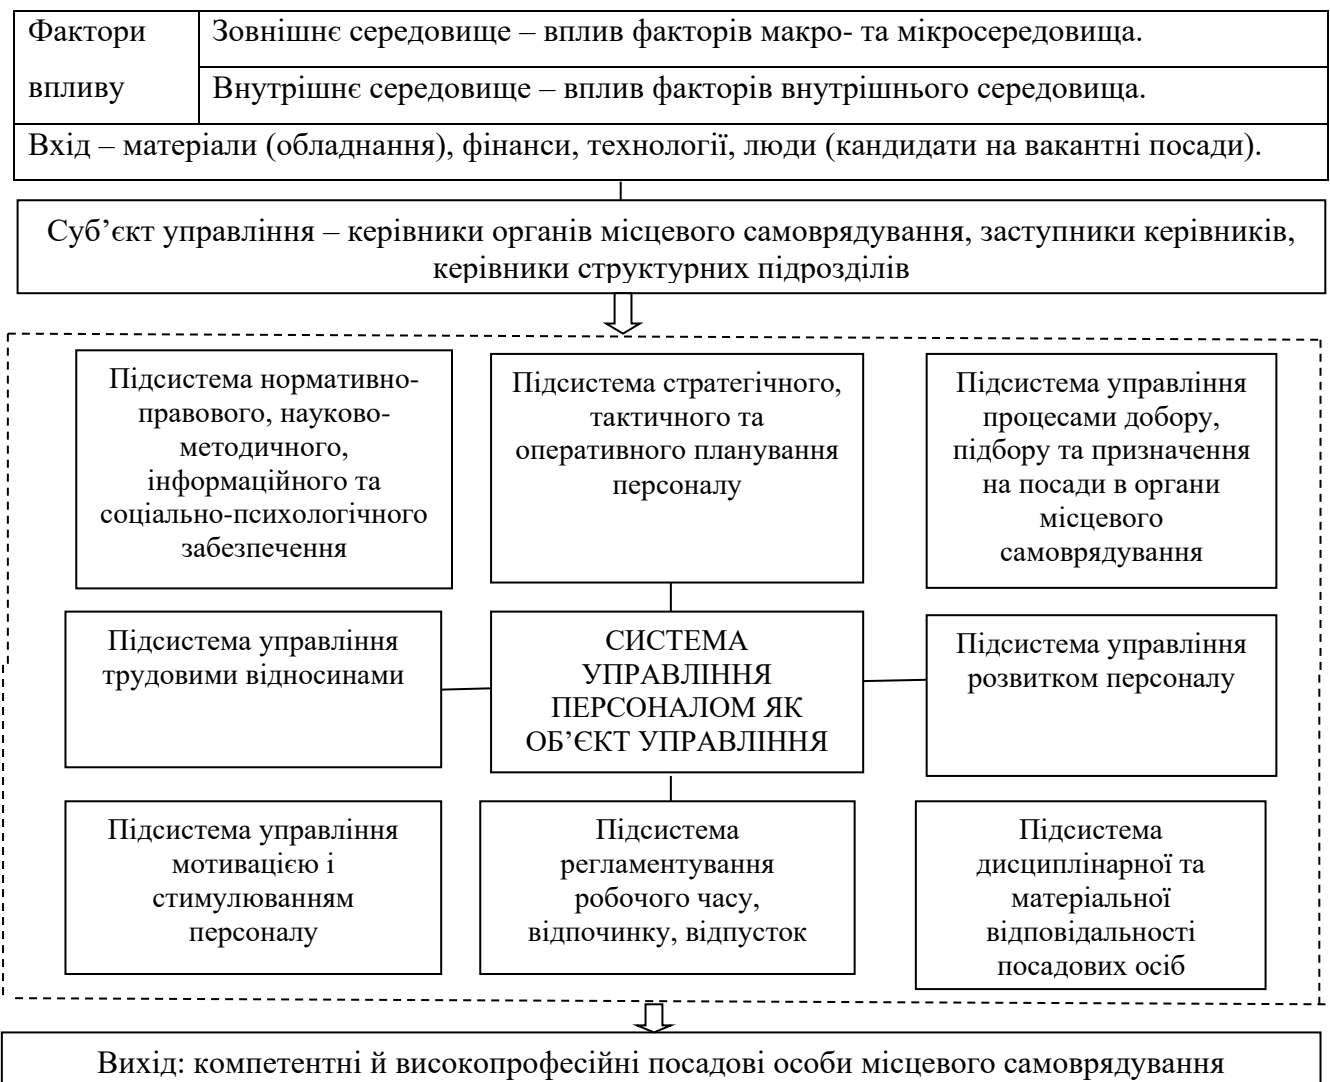 Фактори
впливу
Зовнішнє середовище – вплив факторів макро- та мікросередовища.
Внутрішнє середовище – вплив факторів внутрішнього середовища.
Вхід – матеріали (обладнання), фінанси, технології, люди (кандидати на вакантні посади).
Суб’єкт управління – керівники органів місцевого самоврядування, заступники керівників,
керівники структурних підрозділів
Підсистема нормативно-
правового, науково-
методичного,
інформаційного та
соціально-психологічного
забезпечення
Підсистема стратегічного,
тактичного та
оперативного планування
персоналу
Підсистема управління
процесами добору,
підбору та призначення
на посади в органи
місцевого
самоврядування
Підсистема управління
трудовими відносинами
СИСТЕМА
УПРАВЛІННЯ
ПЕРСОНАЛОМ ЯК
ОБ’ЄКТ УПРАВЛІННЯ
Підсистема управління
розвитком персоналу
Підсистема управління
мотивацією і
стимулюванням
персоналу
Підсистема
регламентування
робочого часу,
відпочинку, відпусток
Підсистема
дисциплінарної та
матеріальної
відповідальності
посадових осіб
Вихід: компетентні й високопрофесійні посадові особи місцевого самоврядування